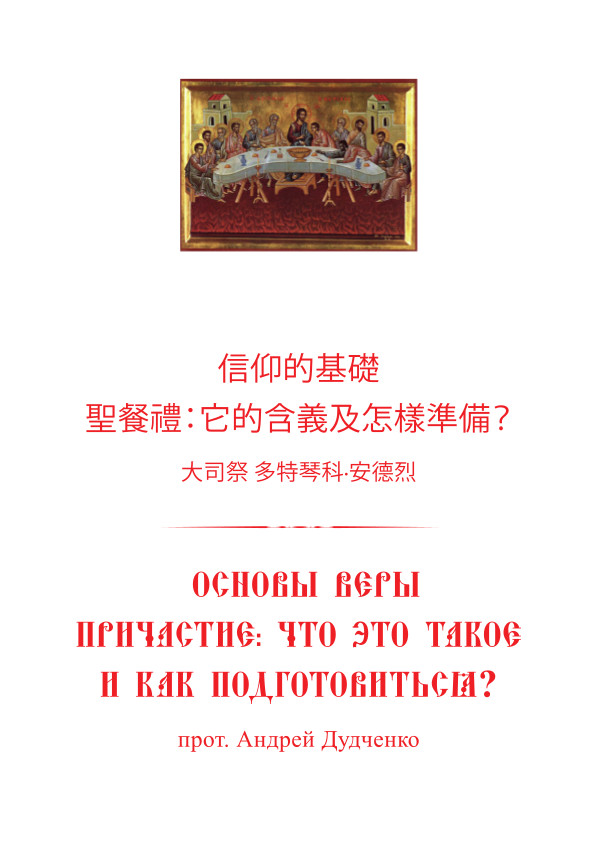 信仰的基礎
聖餐禮：它的含義及怎樣準備？
大司祭 多特琴科·安德烈
ОСНОВЫ ВЕРЫ
ПРИЧАСТИЕ: ЧТО ЭТО ТАКОЕ
И КАК ПОДГОТОВИТЬСЯ?
прот. Андрей Дудченко